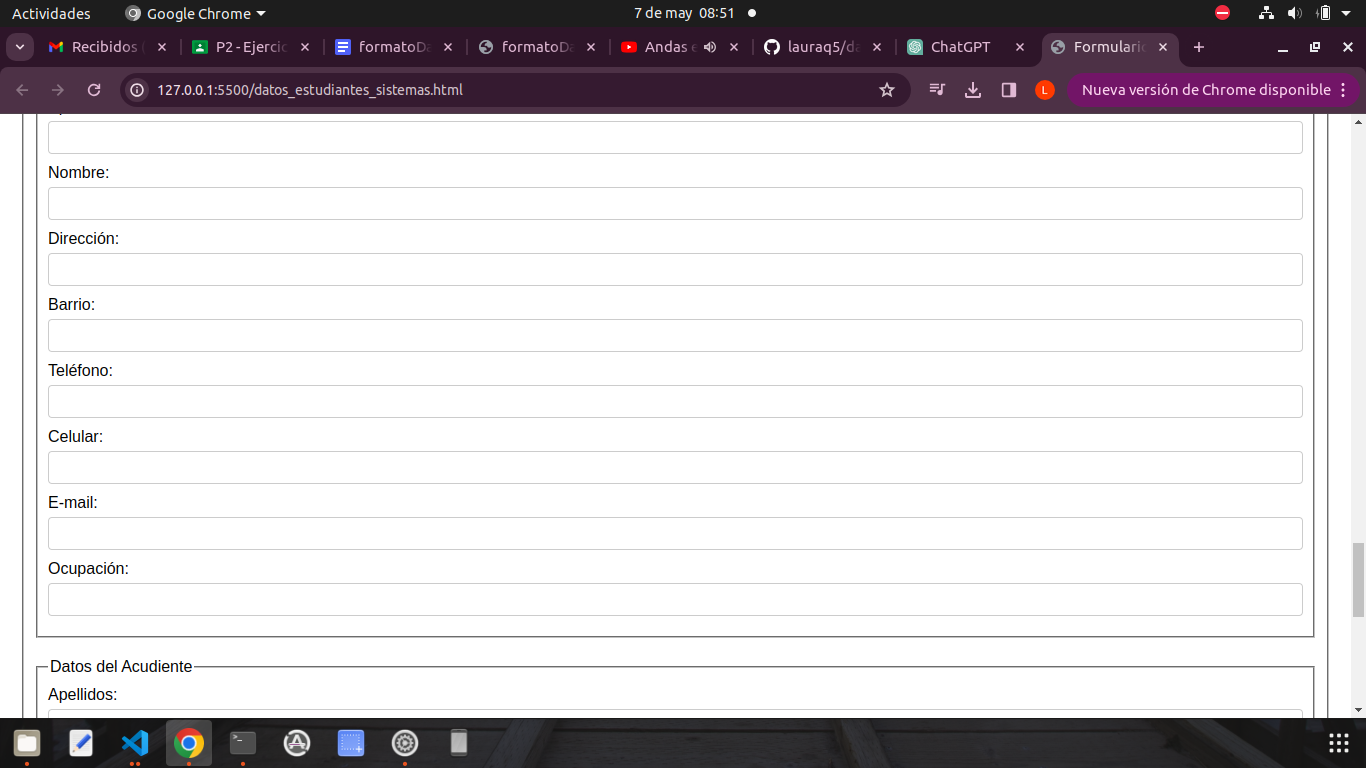 Actividades Google Chrome 7 de may 08:51
Recibidos ( P2 - Ejercic formatoDa formatoDa Andas e lauraq5/da ChatGPT Formulario
127.0.0.1:5500/datos_estudiantes_sistemas.html L Nueva versión de Chrome disponible
Nombre:
Dirección:
Barrio:
Teléfono:
Celular:
E-mail:
Ocupación:
Datos del Acudiente
Apellidos: